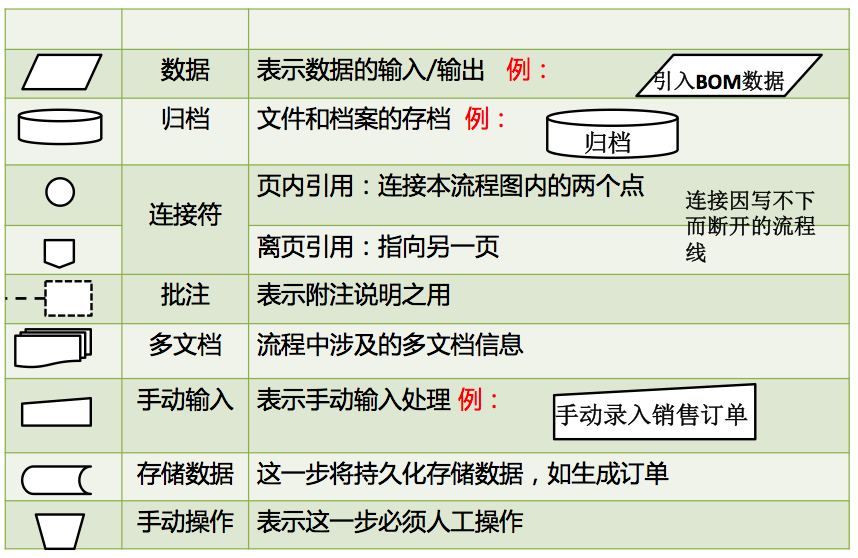 数据 表示数据的输入/输出 例： 引入BOM数据
归档 文件和档案的存档 例： 归档
连接符 页内引用：连接本流程图内的两个点
离页引用：指向另一页
连接因写不下
而断开的流程
线
批注 表示附注说明之用
多文档 流程中涉及的多文档信息
手动输入 表示手动输入处理 例： 手动录入销售订单
存储数据 这一步将持久化存储数据，如生成订单
手动操作 表示这一步必须人工操作